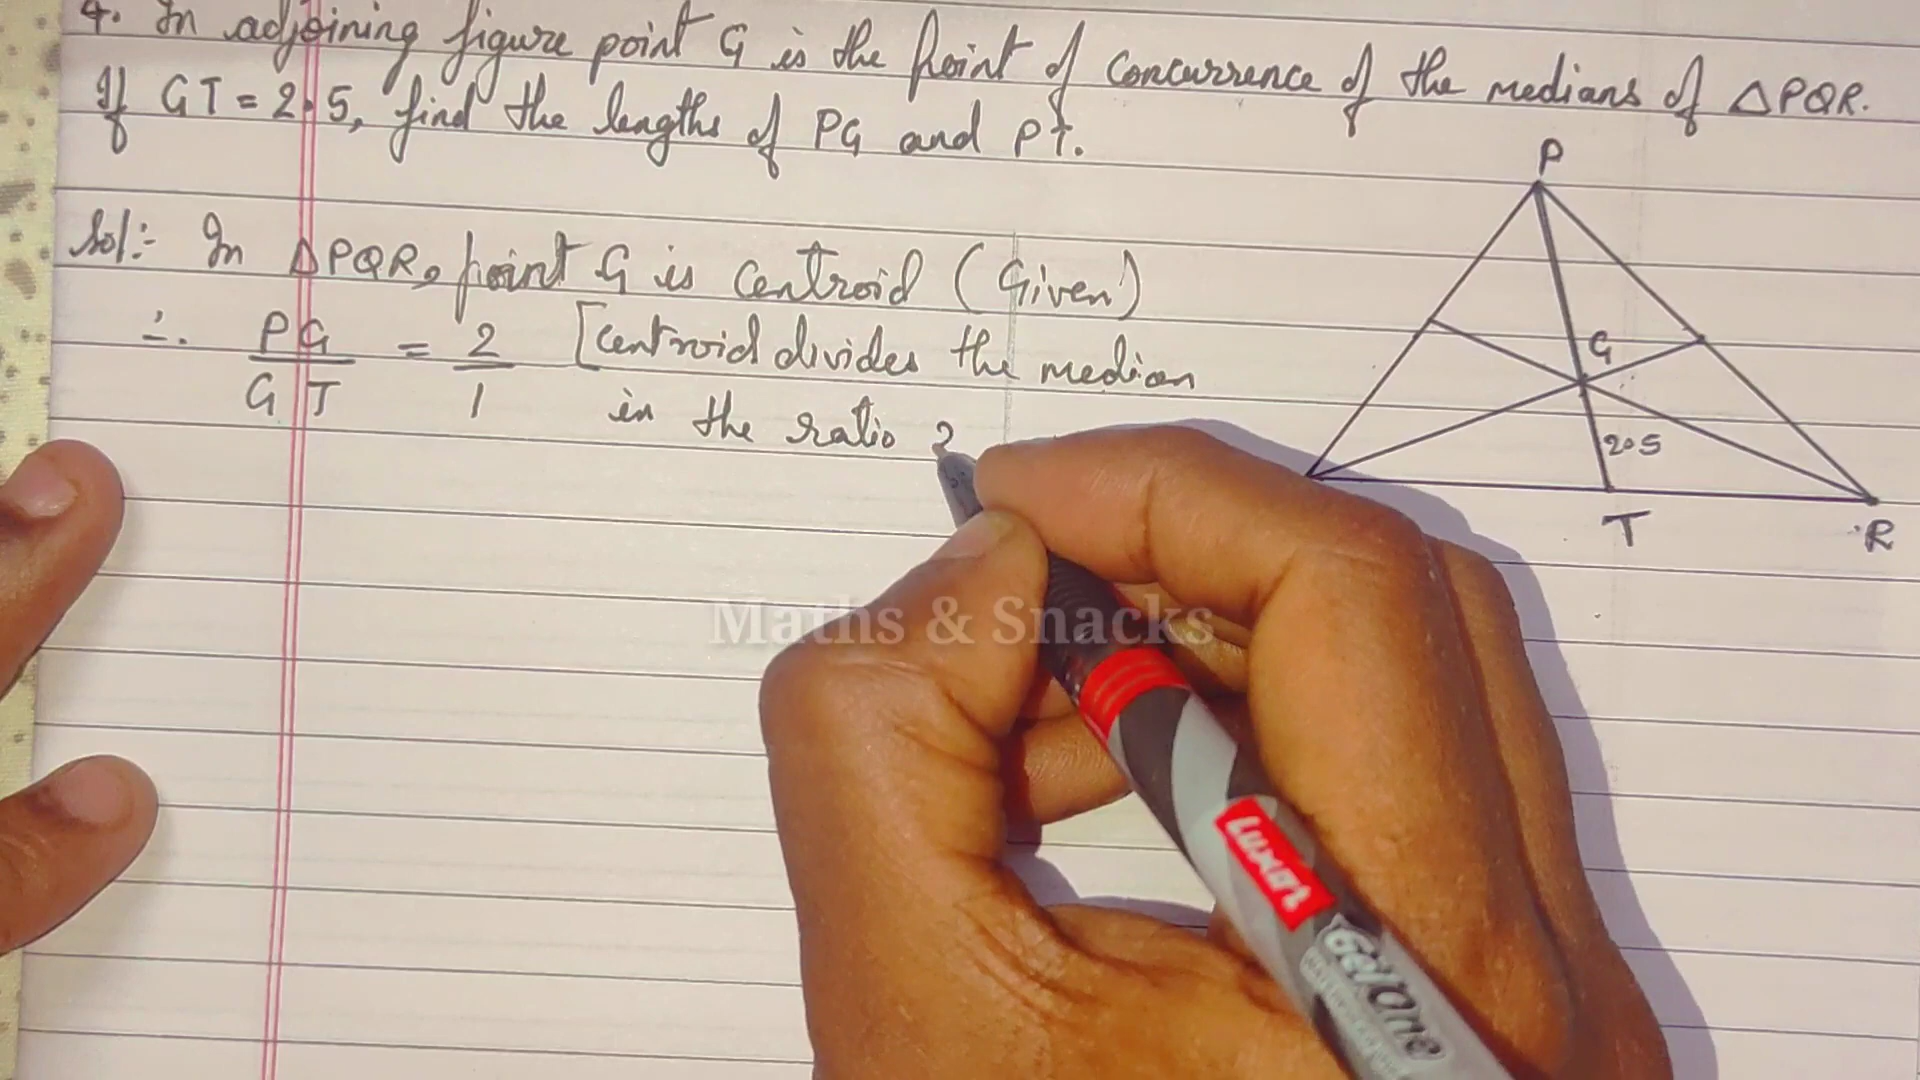 4. In adjoining figure point G is the point of concurrence of the medians of △PQR.
If GT = 2.5, find the lengths of PG and PT.
Sol:- In △PQR, point G is centroid (Given)
∴ PG/GT = 2/1 [Centroid divides the median
in the ratio 2
P
G
2.5
T
R
Maths & Snacks
Luxor
Gel One